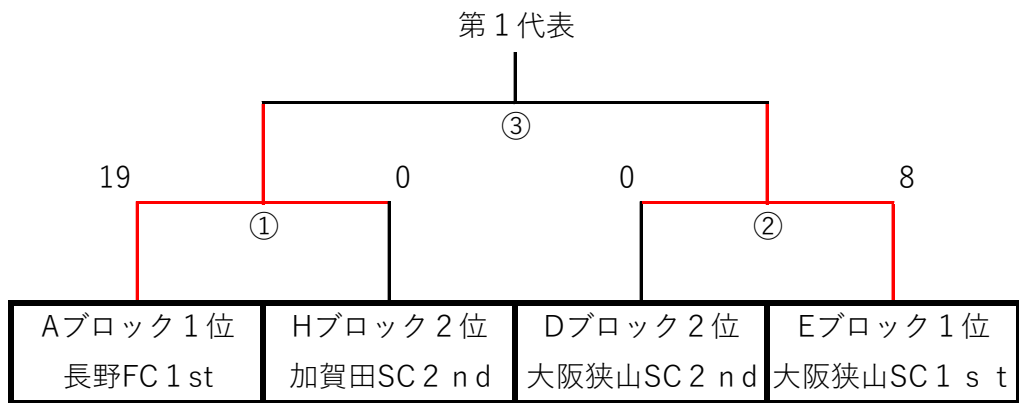 第１代表
③
19 0 0 8
① ②
Aブロック１位 Hブロック２位 Dブロック２位 Eブロック１位
長野FC１st 加賀田SC２ｎd 大阪狭山SC２ｎd 大阪狭山SC１ｓｔ